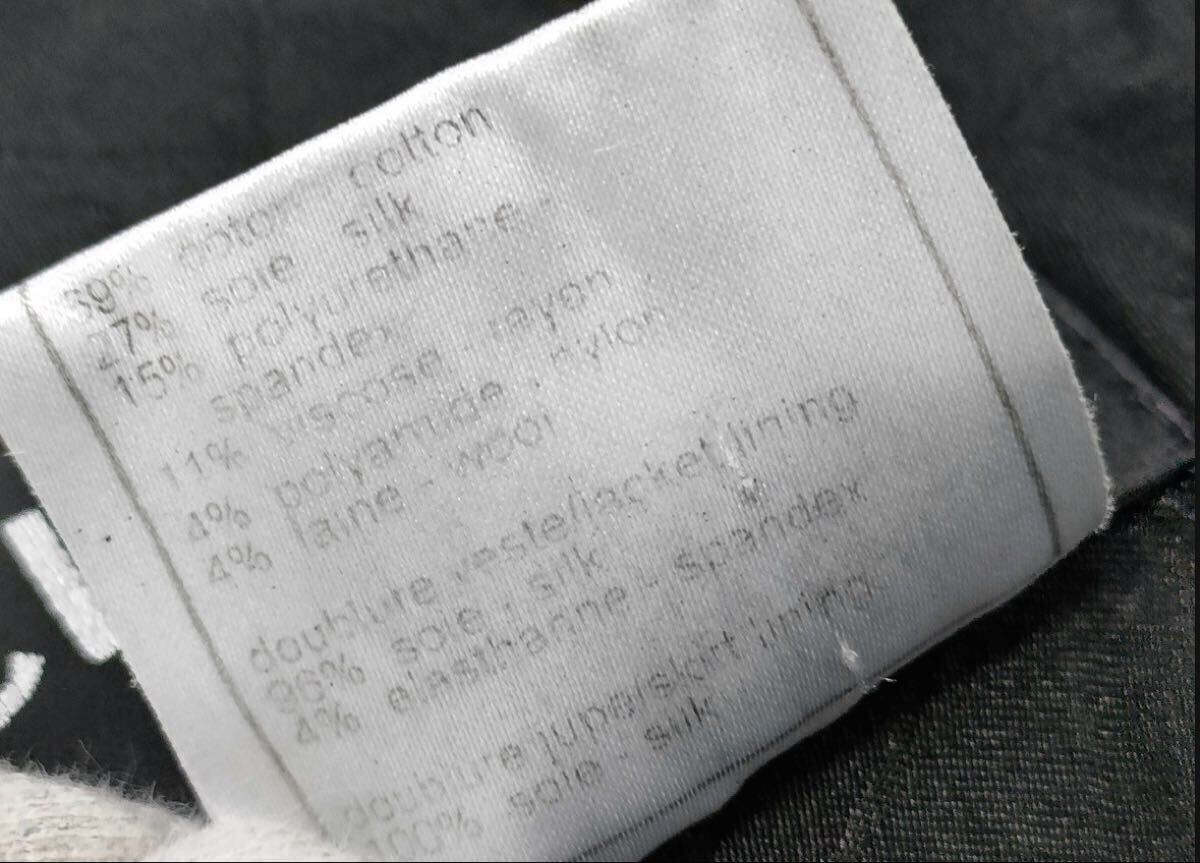 39% coton - cotton
27% soie silk
15% polyurethane -
spandex
11% viscose - rayon
4% polyamide - nylon
4% laine - wool
doublure veste/jacket lining
96% soie - silk
4% elasthanne - spandex
doublure jupe/skirt lining
100% soie - silk